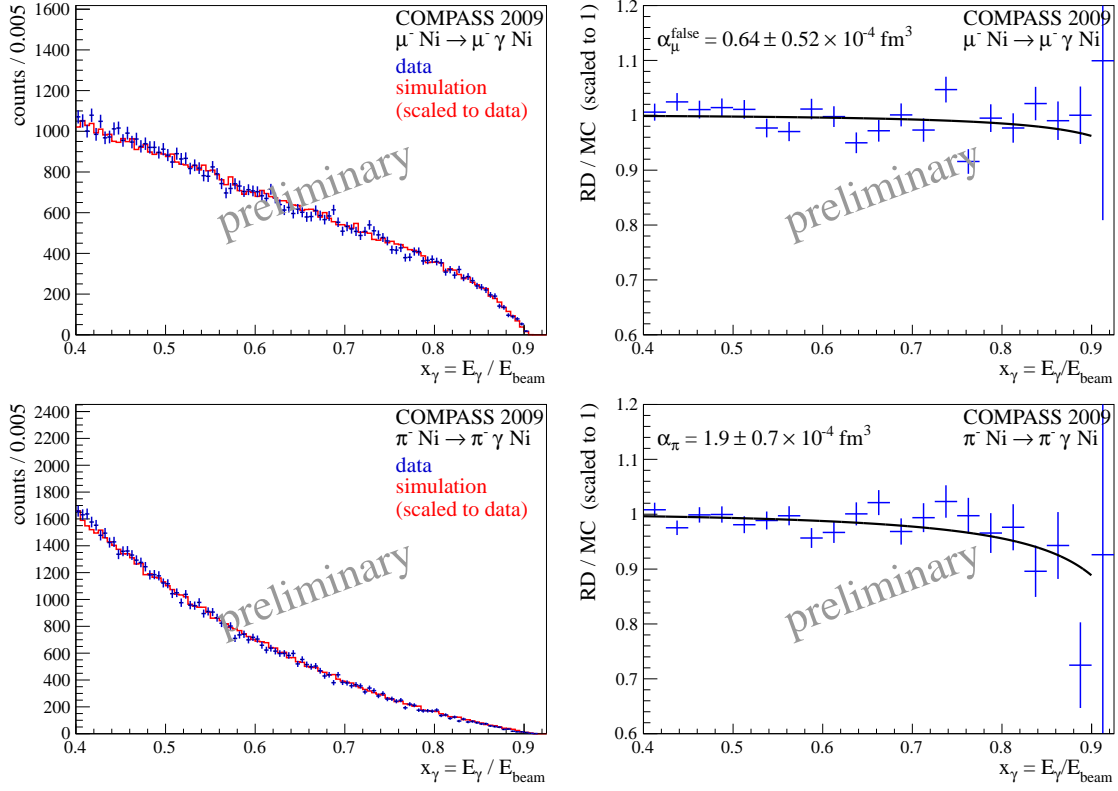 COMPASS 2009
μ⁻ Ni → μ⁻ γ Ni
data
simulation
(scaled to data)
preliminary
counts / 0.005
1600
1400
1200
1000
800
600
400
200
0
0.4 0.5 0.6 0.7 0.8 0.9
x_γ = E_γ / E_beam
COMPASS 2009
α_μ^false = 0.64 ± 0.52 × 10⁻⁴ fm³
μ⁻ Ni → μ⁻ γ Ni
preliminary
RD / MC (scaled to 1)
1.2
1.1
1
0.9
0.8
0.7
0.6
0.4 0.5 0.6 0.7 0.8 0.9
x_γ = E_γ/E_beam
COMPASS 2009
π⁻ Ni → π⁻ γ Ni
data
simulation
(scaled to data)
preliminary
counts / 0.005
2400
2200
2000
1800
1600
1400
1200
1000
800
600
400
200
0
0.4 0.5 0.6 0.7 0.8 0.9
x_γ = E_γ / E_beam
COMPASS 2009
α_π = 1.9 ± 0.7 × 10⁻⁴ fm³
π⁻ Ni → π⁻ γ Ni
preliminary
RD / MC (scaled to 1)
1.2
1.1
1
0.9
0.8
0.7
0.6
0.4 0.5 0.6 0.7 0.8 0.9
x_γ = E_γ/E_beam